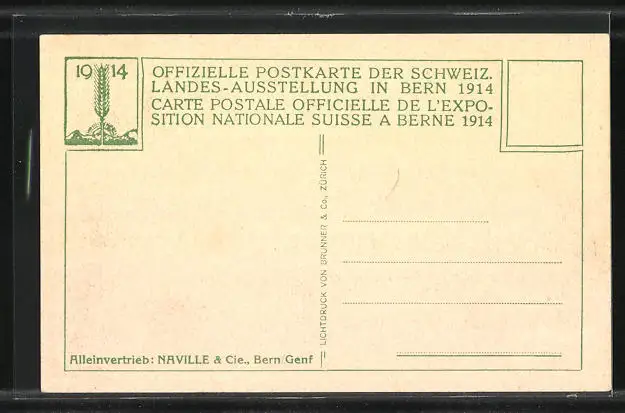 19 14
OFFIZIELLE POSTKARTE DER SCHWEIZ.
LANDES-AUSSTELLUNG IN BERN 1914
CARTE POSTALE OFFICIELLE DE L'EXPO-
SITION NATIONALE SUISSE A BERNE 1914
LICHTDRUCK VON BRUNNER & Co., ZÜRICH
Alleinvertrieb: NAVILLE & Cie., Bern/Genf